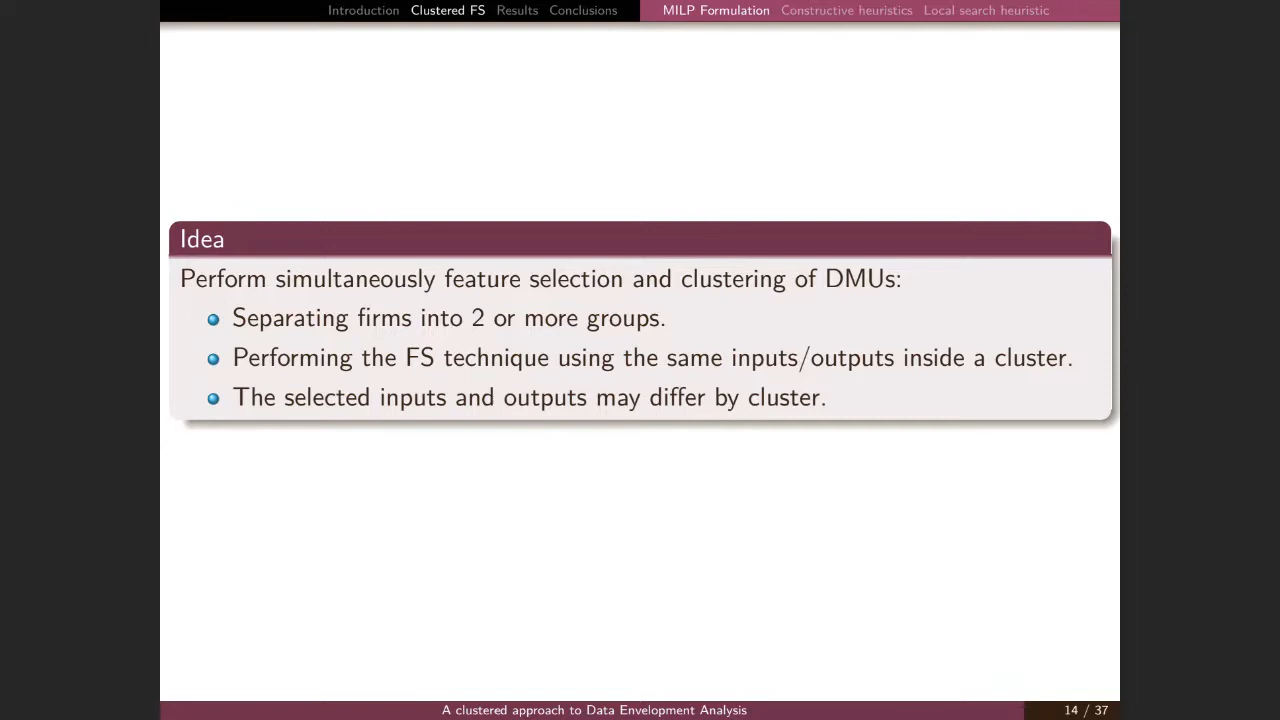 Introduction Clustered FS Results Conclusions MILP Formulation Constructive heuristics Local search heuristic
Idea
Perform simultaneously feature selection and clustering of DMUs:
Separating firms into 2 or more groups.
Performing the FS technique using the same inputs/outputs inside a cluster.
The selected inputs and outputs may differ by cluster.
A clustered approach to Data Envelopment Analysis 14 / 37